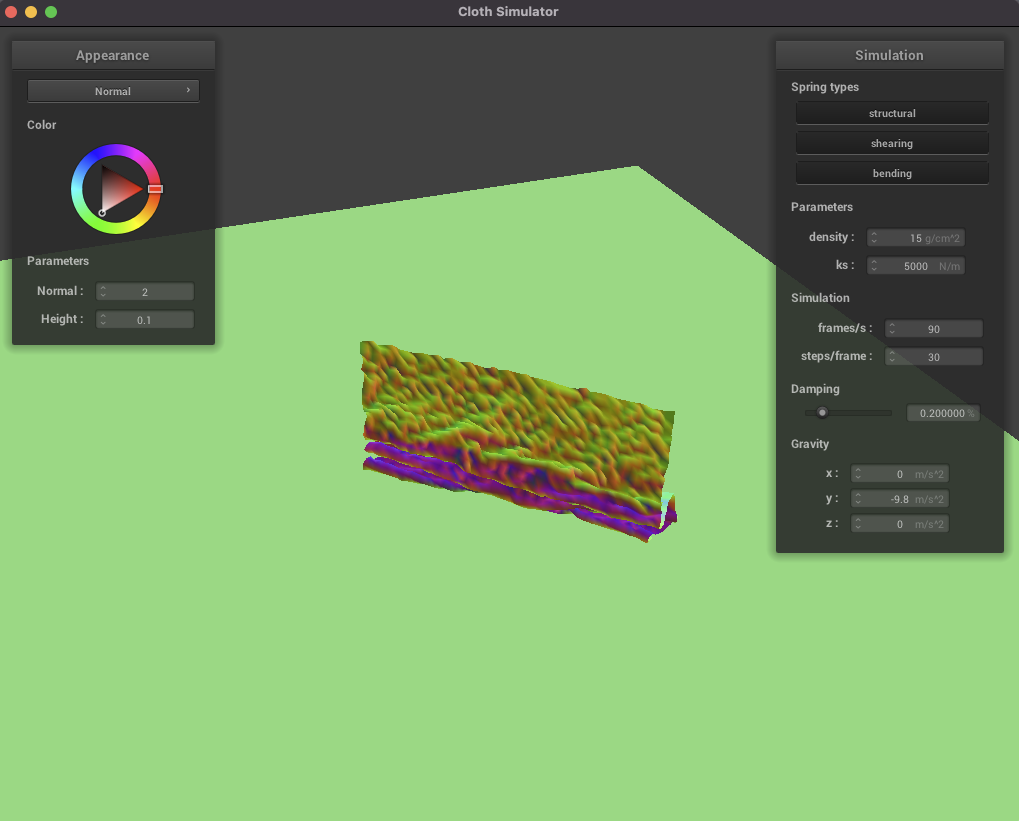 Cloth Simulator
Appearance
Normal
Color
Parameters
Normal : 2
Height : 0.1
Simulation
Spring types
structural
shearing
bending
Parameters
density : 15 g/cm^2
ks : 5000 N/m
Simulation
frames/s : 90
steps/frame : 30
Damping
0.200000 %
Gravity
x : 0 m/s^2
y : -9.8 m/s^2
z : 0 m/s^2